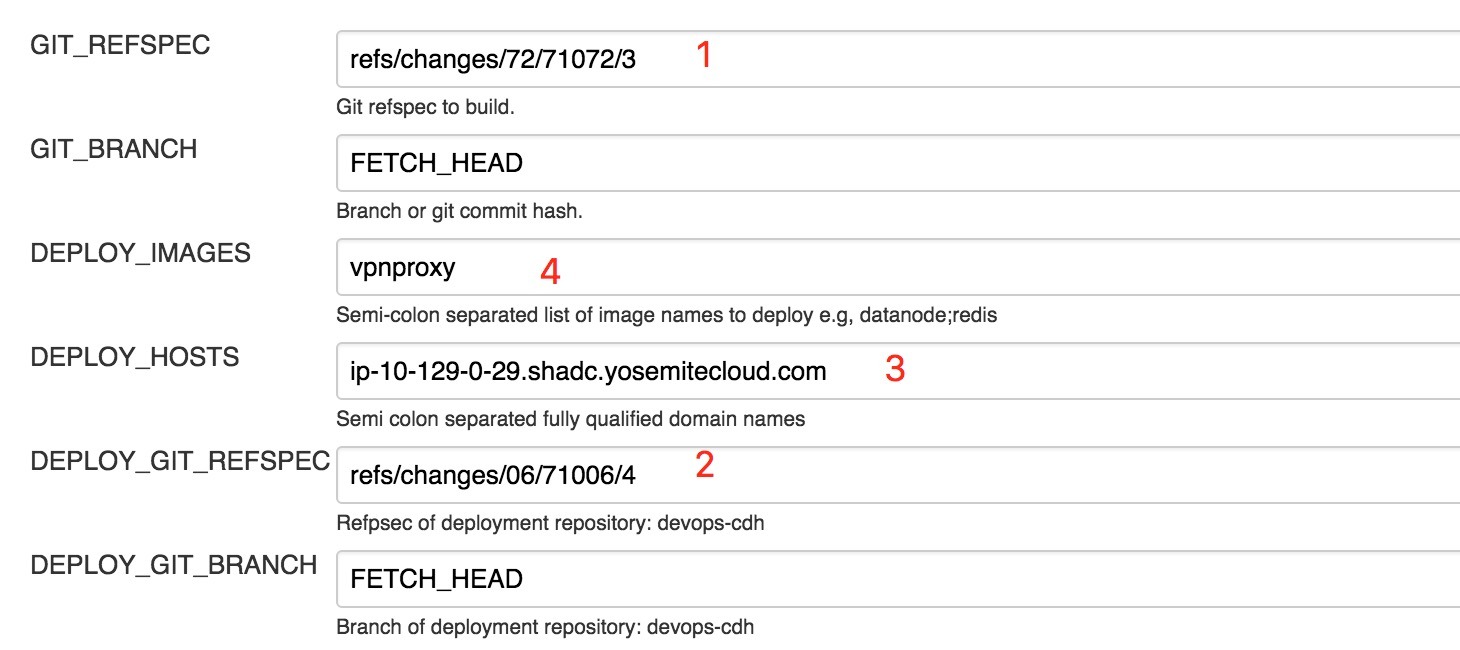 GIT_REFSPEC refs/changes/72/71072/3 1
Git refspec to build.
GIT_BRANCH FETCH_HEAD
Branch or git commit hash.
DEPLOY_IMAGES vpnproxy 4
Semi-colon separated list of image names to deploy e.g, datanode;redis
DEPLOY_HOSTS ip-10-129-0-29.shadc.yosemitecloud.com 3
Semi colon separated fully qualified domain names
DEPLOY_GIT_REFSPEC refs/changes/06/71006/4 2
Refpsec of deployment repository: devops-cdh
DEPLOY_GIT_BRANCH FETCH_HEAD
Branch of deployment repository: devops-cdh